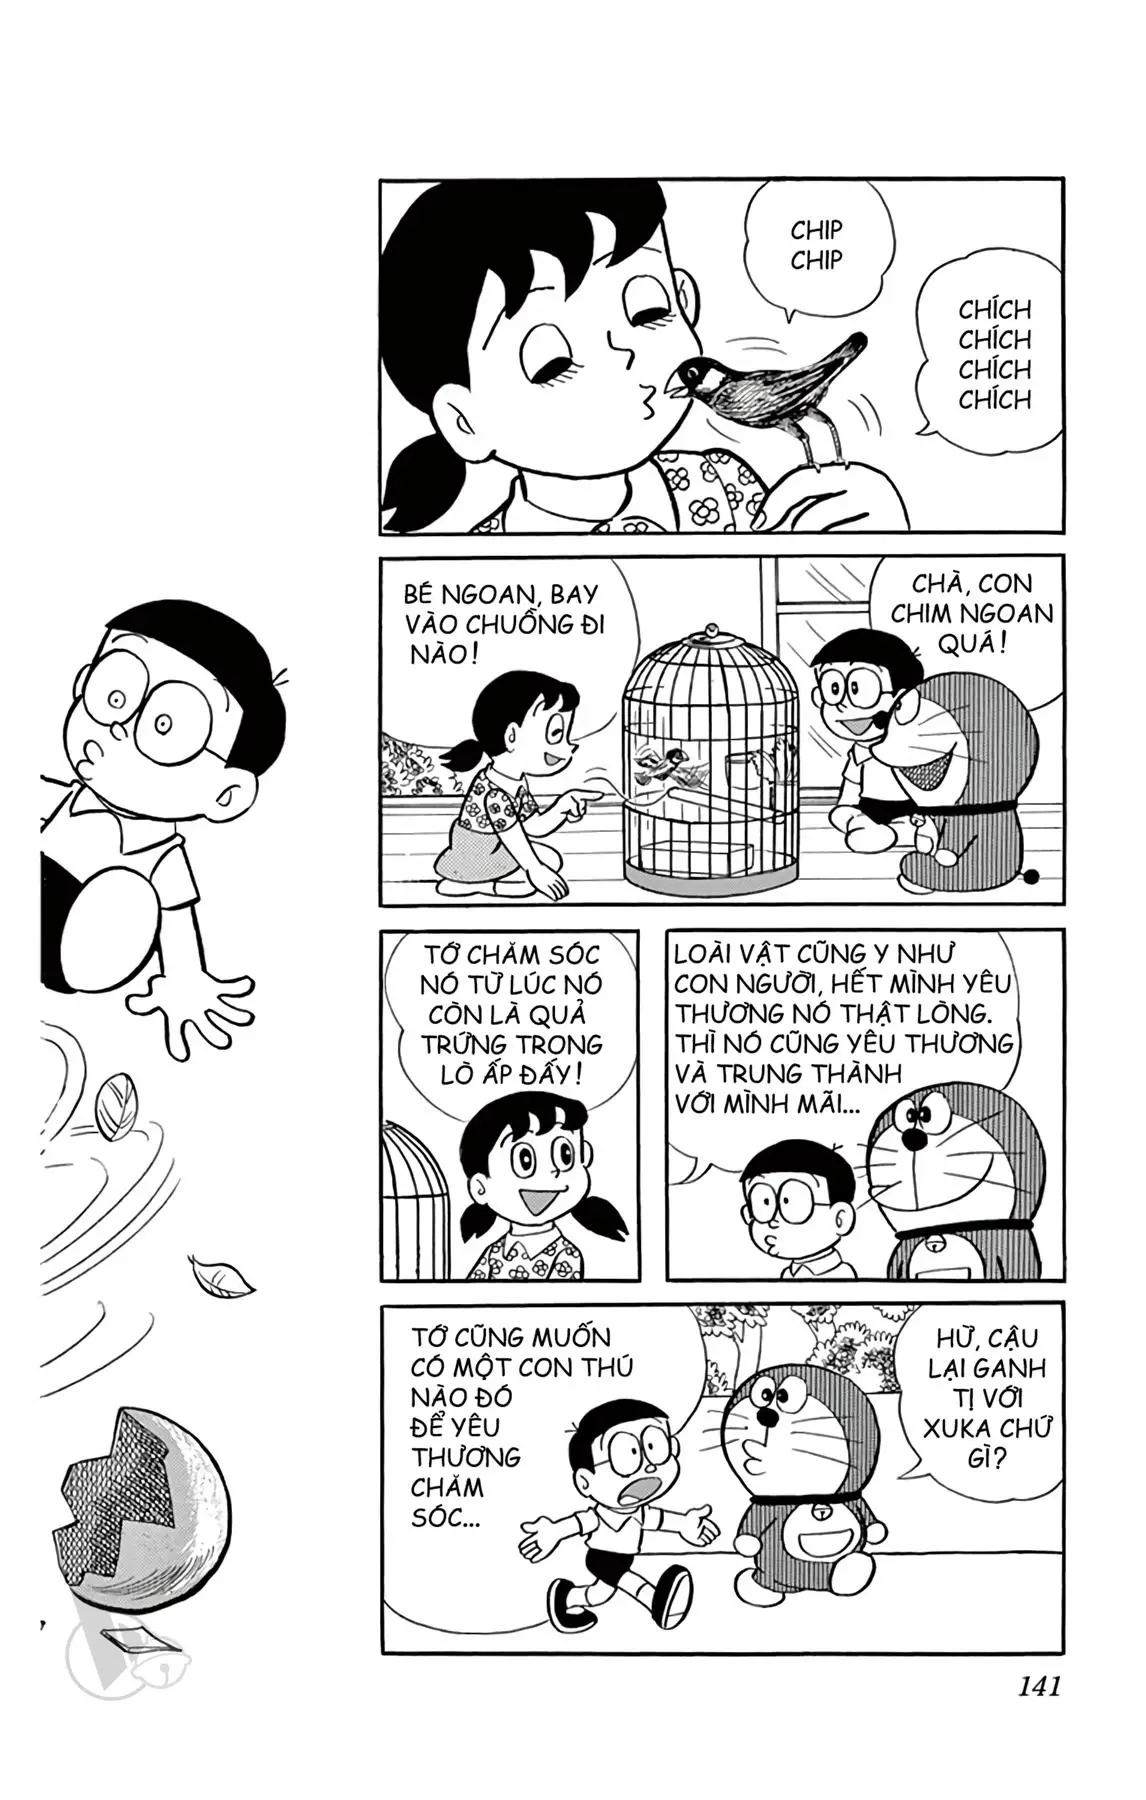 CHIP
CHIP
CHÍCH
CHÍCH
CHÍCH
CHÍCH
BÉ NGOAN, BAY
VÀO CHUỒNG ĐI
NÀO!
CHÀ, CON
CHIM NGOAN
QUÁ!
TỚ CHĂM SÓC
NÓ TỪ LÚC NÓ
CÒN LÀ QUẢ
TRỨNG TRONG
LÒ ẤP ĐẤY!
LOÀI VẬT CŨNG Y NHƯ
CON NGƯỜI, HẾT MÌNH YÊU
THƯƠNG NÓ THẬT LÒNG.
THÌ NÓ CŨNG YÊU THƯƠNG
VÀ TRUNG THÀNH
VỚI MÌNH MÃI...
TỚ CŨNG MUỐN
CÓ MỘT CON THÚ
NÀO ĐÓ
ĐỂ YÊU
THƯƠNG
CHĂM
SÓC...
HỪ, CẬU
LẠI GANH
TỊ VỚI
XUKA CHỨ
GÌ?
141